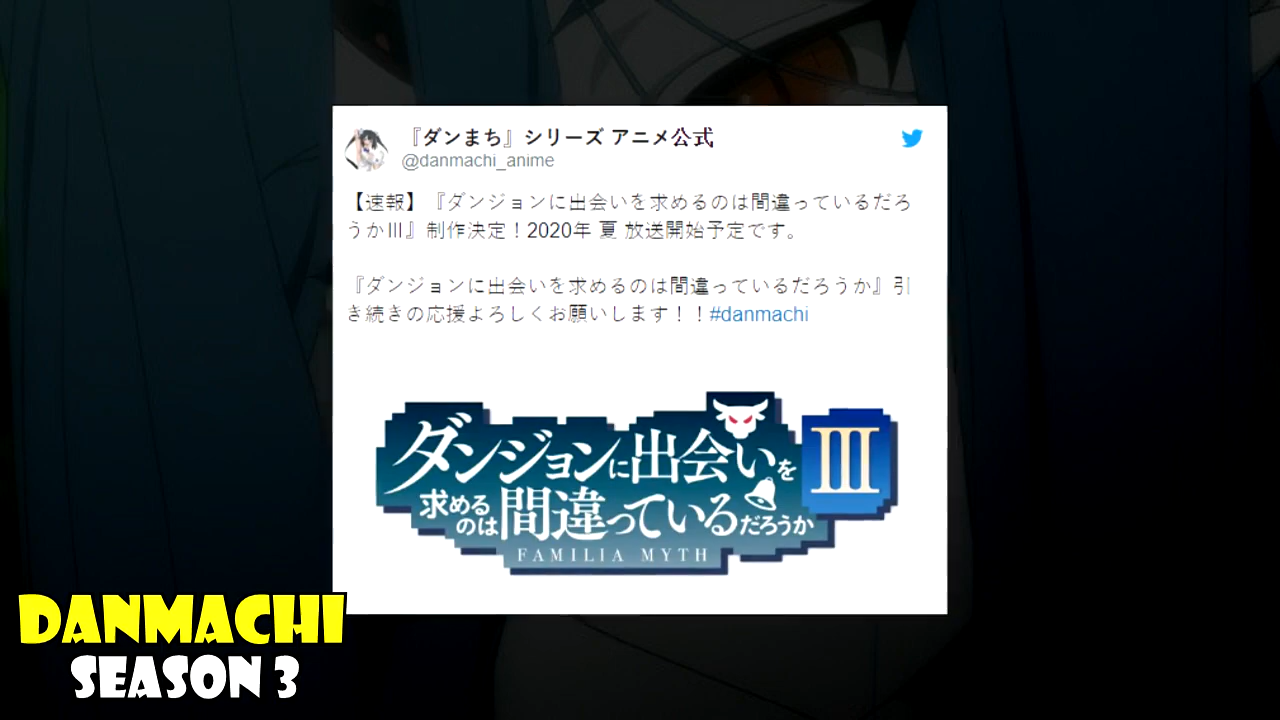 『ダンまち』シリーズ アニメ公式
@danmachi_anime
【速報】『ダンジョンに出会いを求めるのは間違っているだろ
うかⅢ』制作決定！2020年 夏 放送開始予定です。
『ダンジョンに出会いを求めるのは間違っているだろうか』引
き続きの応援よろしくお願いします！！#danmachi
ダンジョンに出会いを
求めるのは間違っているだろうか
III
FAMILIA MYTH
DANMACHI
SEASON 3